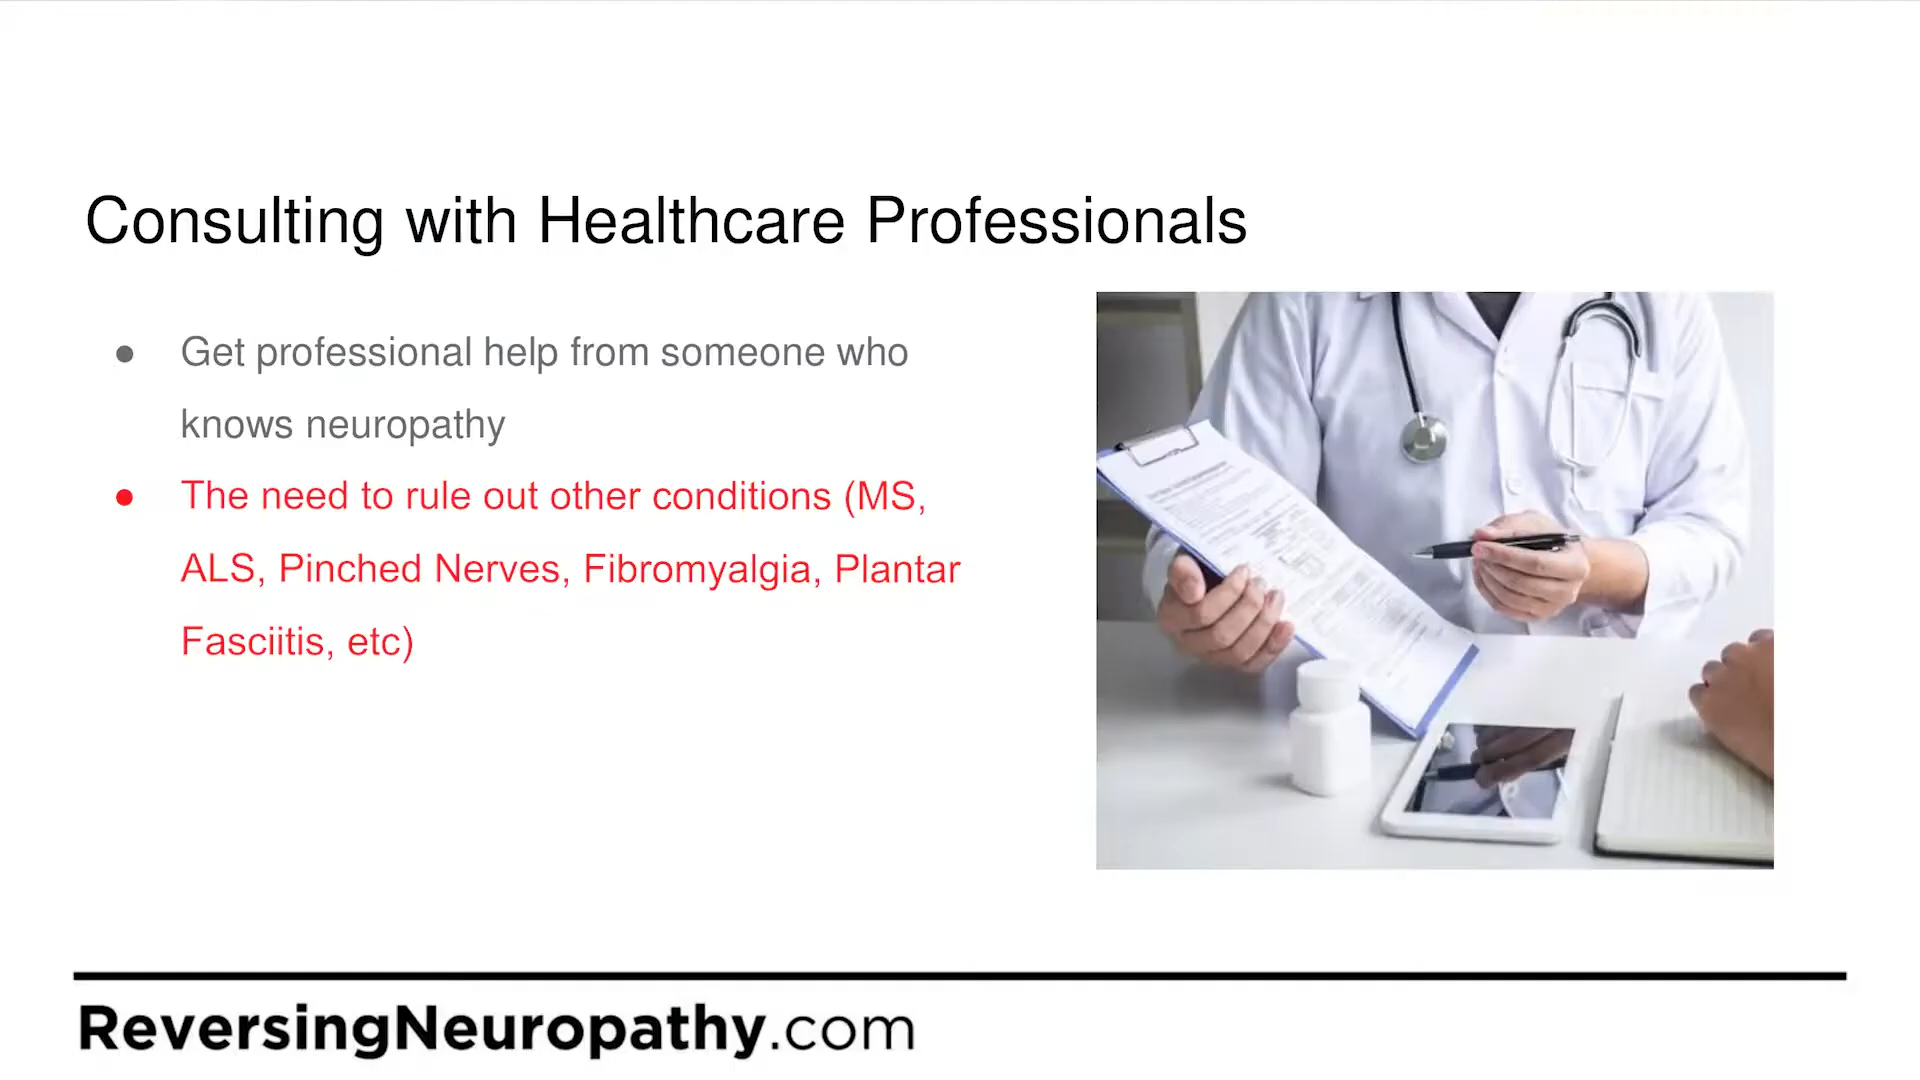 Consulting with Healthcare Professionals
● Get professional help from someone who
knows neuropathy
● The need to rule out other conditions (MS,
ALS, Pinched Nerves, Fibromyalgia, Plantar
Fasciitis, etc)
ReversingNeuropathy.com